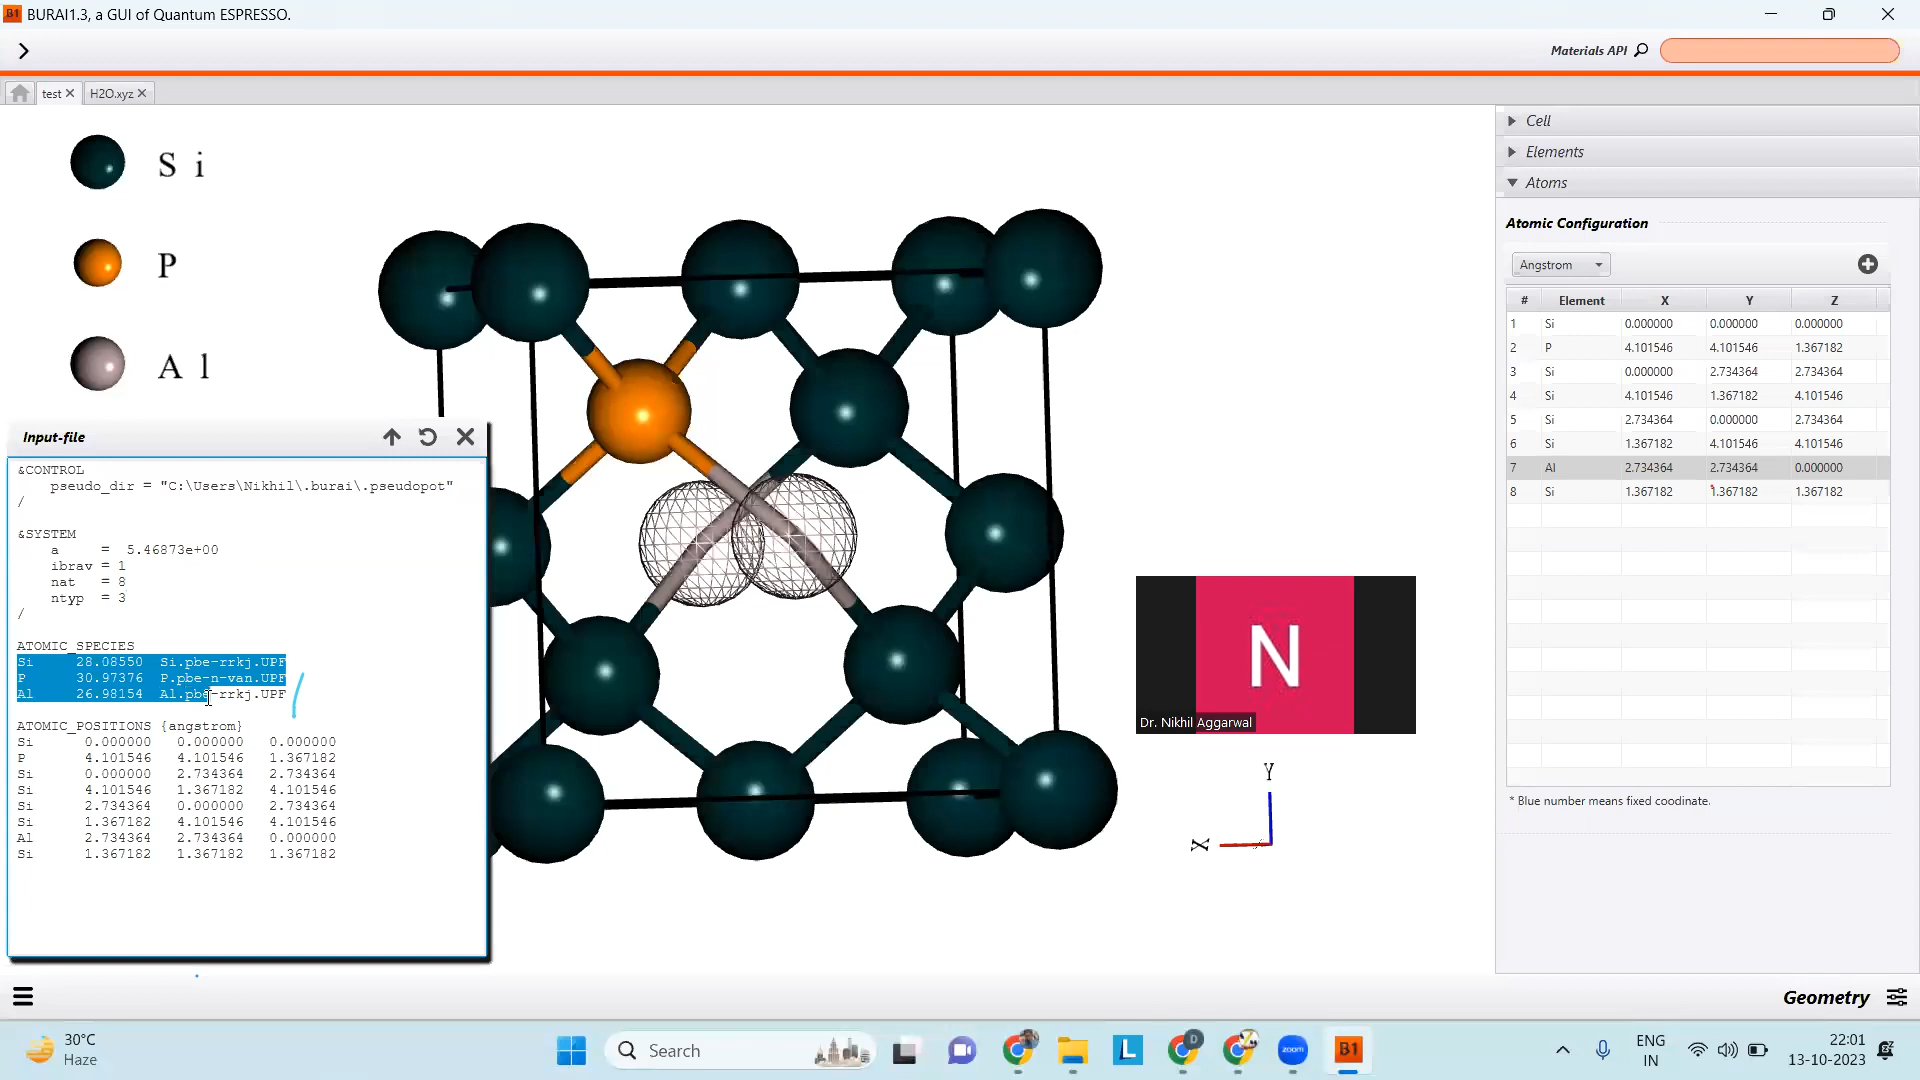 B1 BURAI1.3, a GUI of Quantum ESPRESSO.
Materials API
test
H2O.xyz
S i
P
A l
Input-file
&CONTROL
pseudo_dir = "C:\Users\Nikhil\.burai\.pseudopot"
/
&SYSTEM
a = 5.46873e+00
ibrav = 1
nat = 8
ntyp = 3
/
ATOMIC_SPECIES
Si 28.08550 Si.pbe-rrkj.UPF
P 30.97376 P.pbe-n-van.UPF
Al 26.98154 Al.pbe-rrkj.UPF
ATOMIC_POSITIONS {angstrom}
Si 0.000000 0.000000 0.000000
P 4.101546 4.101546 1.367182
Si 0.000000 2.734364 2.734364
Si 4.101546 1.367182 4.101546
Si 2.734364 0.000000 2.734364
Si 1.367182 4.101546 4.101546
Al 2.734364 2.734364 0.000000
Si 1.367182 1.367182 1.367182
N
Dr. Nikhil Aggarwal
Y
X
Cell
Elements
Atoms
Atomic Configuration
Angstrom
# Element X Y Z
1 Si 0.000000 0.000000 0.000000
2 P 4.101546 4.101546 1.367182
3 Si 0.000000 2.734364 2.734364
4 Si 4.101546 1.367182 4.101546
5 Si 2.734364 0.000000 2.734364
6 Si 1.367182 4.101546 4.101546
7 Al 2.734364 2.734364 0.000000
8 Si 1.367182 1.367182 1.367182
* Blue number means fixed coodinate.
Geometry
30°C
Haze
Search
L
D
zoom
B1
ENG
IN
22:01
13-10-2023